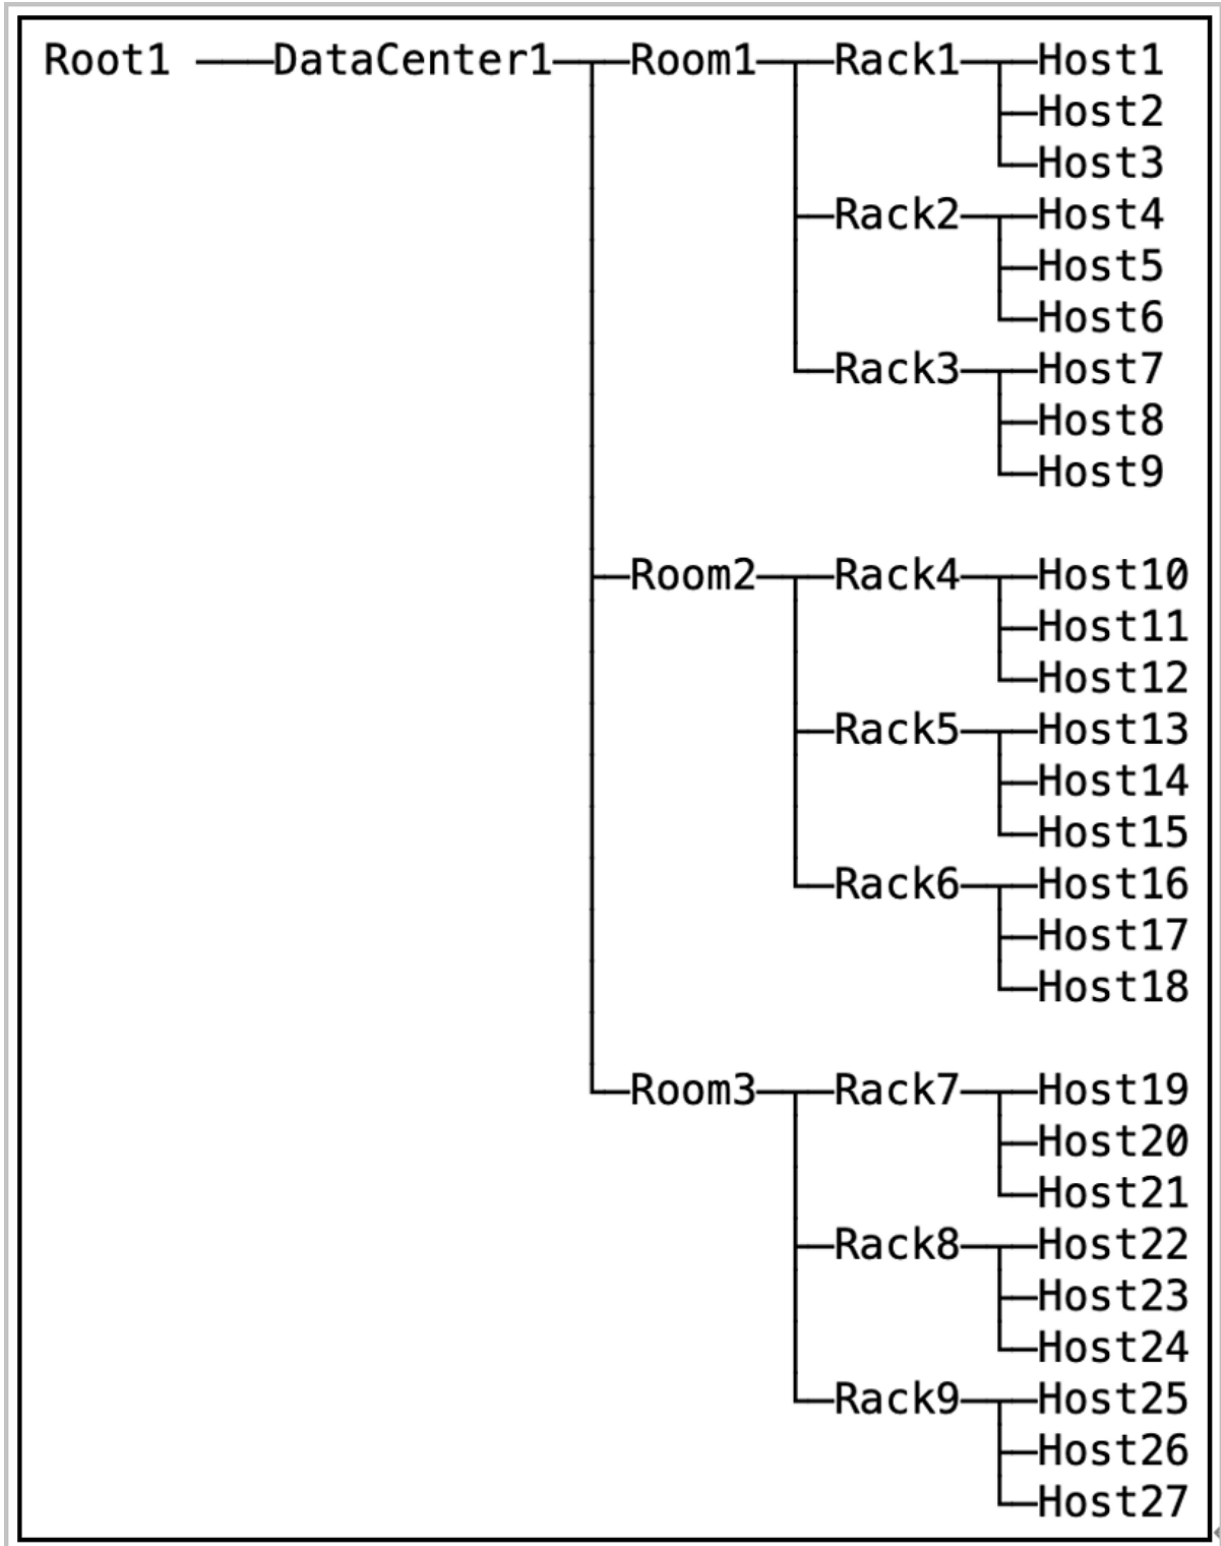 Root1 DataCenter1 Room1 Rack1 Host1
Host2
Host3
Rack2 Host4
Host5
Host6
Rack3 Host7
Host8
Host9
Room2 Rack4 Host10
Host11
Host12
Rack5 Host13
Host14
Host15
Rack6 Host16
Host17
Host18
Room3 Rack7 Host19
Host20
Host21
Rack8 Host22
Host23
Host24
Rack9 Host25
Host26
Host27